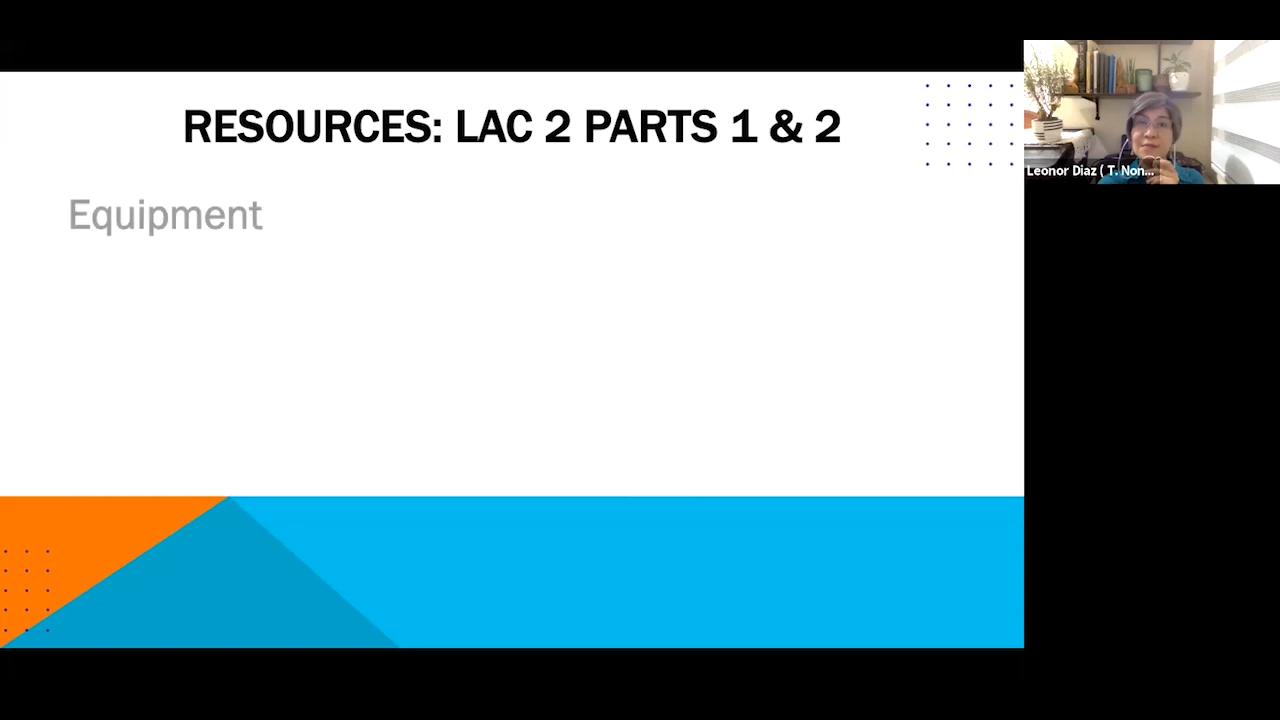 RESOURCES: LAC 2 PARTS 1 & 2
Equipment
Leonor Diaz ( T. Non...